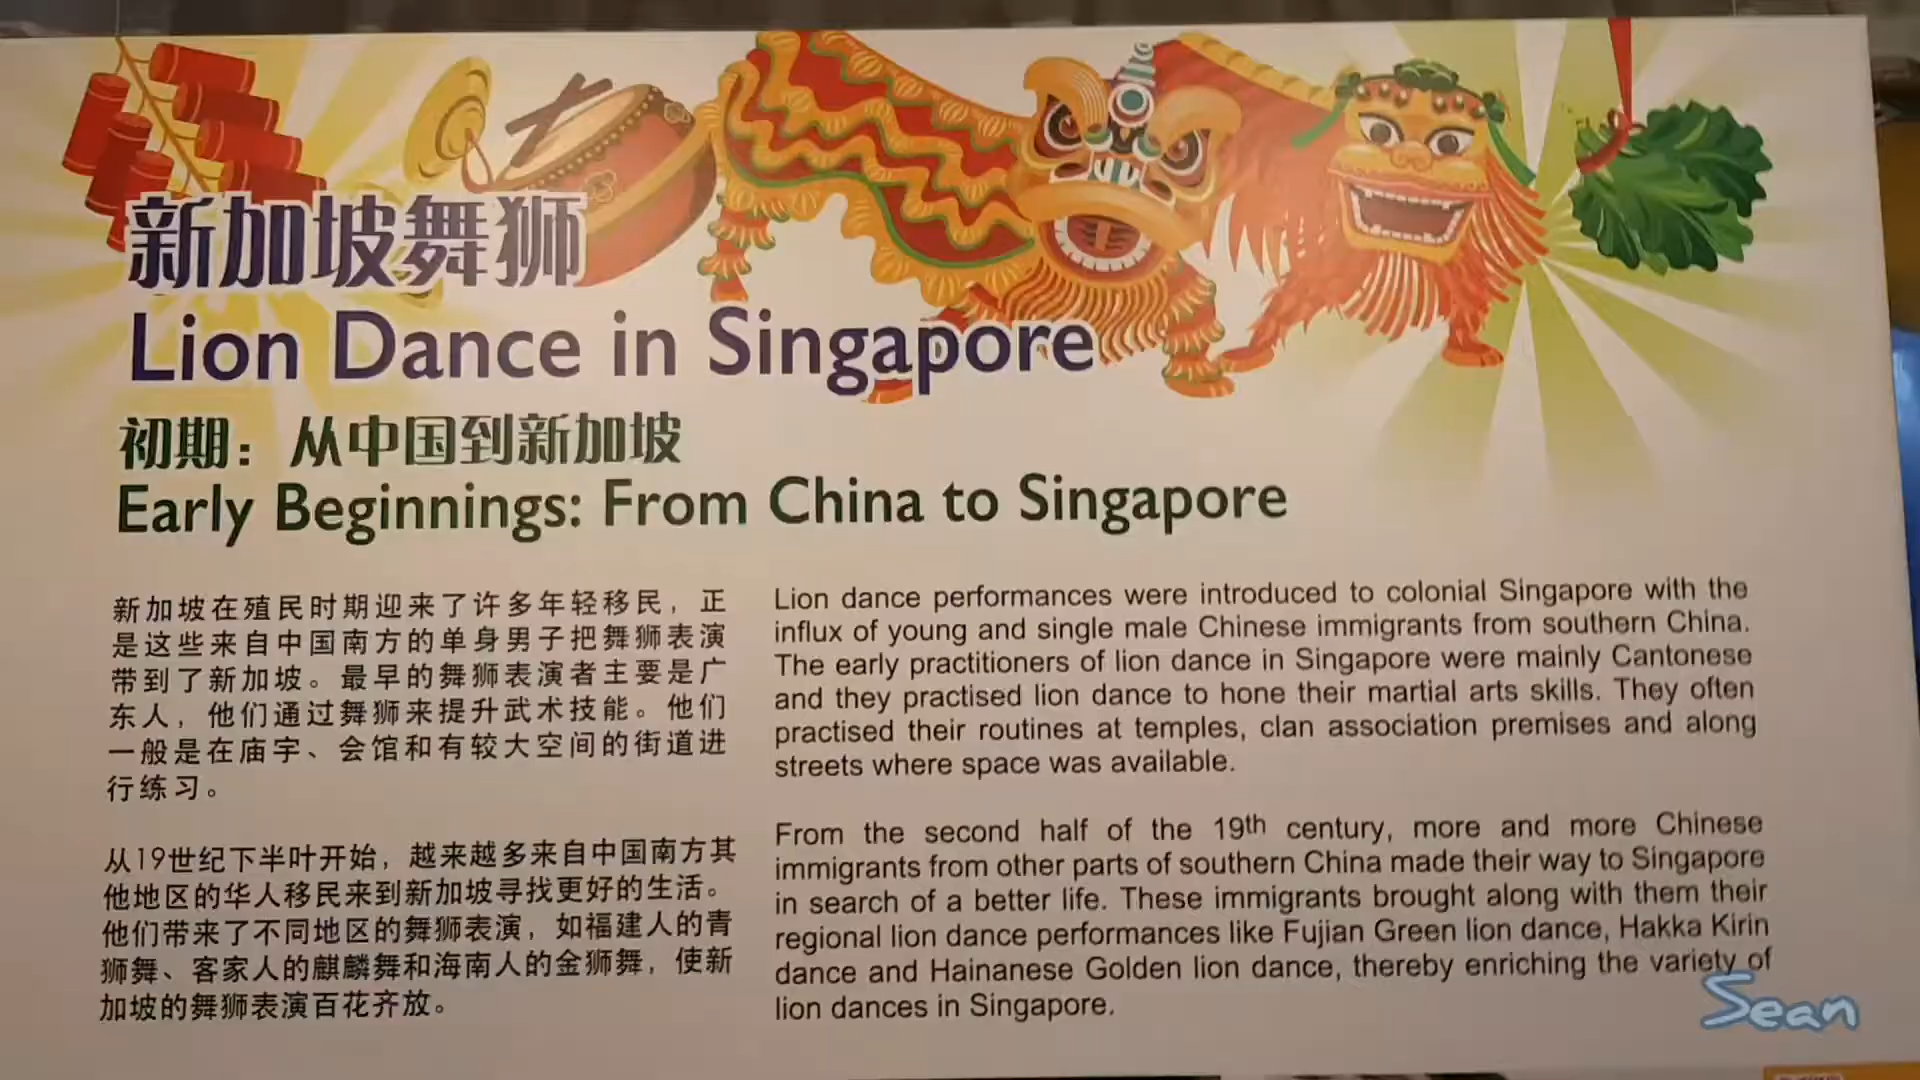 新加坡舞狮
Lion Dance in Singapore
初期：从中国到新加坡
Early Beginnings: From China to Singapore
新加坡在殖民时期迎来了许多年轻移民，正
是这些来自中国南方的单身男子把舞狮表演
带到了新加坡。最早的舞狮表演者主要是广
东人，他们通过舞狮来提升武术技能。他们
一般是在庙宇、会馆和有较大空间的街道进
行练习。
从19世纪下半叶开始，越来越多来自中国南方其
他地区的华人移民来到新加坡寻找更好的生活。
他们带来了不同地区的舞狮表演，如福建人的青
狮舞、客家人的麒麟舞和海南人的金狮舞，使新
加坡的舞狮表演百花齐放。
Lion dance performances were introduced to colonial Singapore with the
influx of young and single male Chinese immigrants from southern China.
The early practitioners of lion dance in Singapore were mainly Cantonese
and they practised lion dance to hone their martial arts skills. They often
practised their routines at temples, clan association premises and along
streets where space was available.
From the second half of the 19th century, more and more Chinese
immigrants from other parts of southern China made their way to Singapore
in search of a better life. These immigrants brought along with them their
regional lion dance performances like Fujian Green lion dance, Hakka Kirin
dance and Hainanese Golden lion dance, thereby enriching the variety of
lion dances in Singapore.
Sean